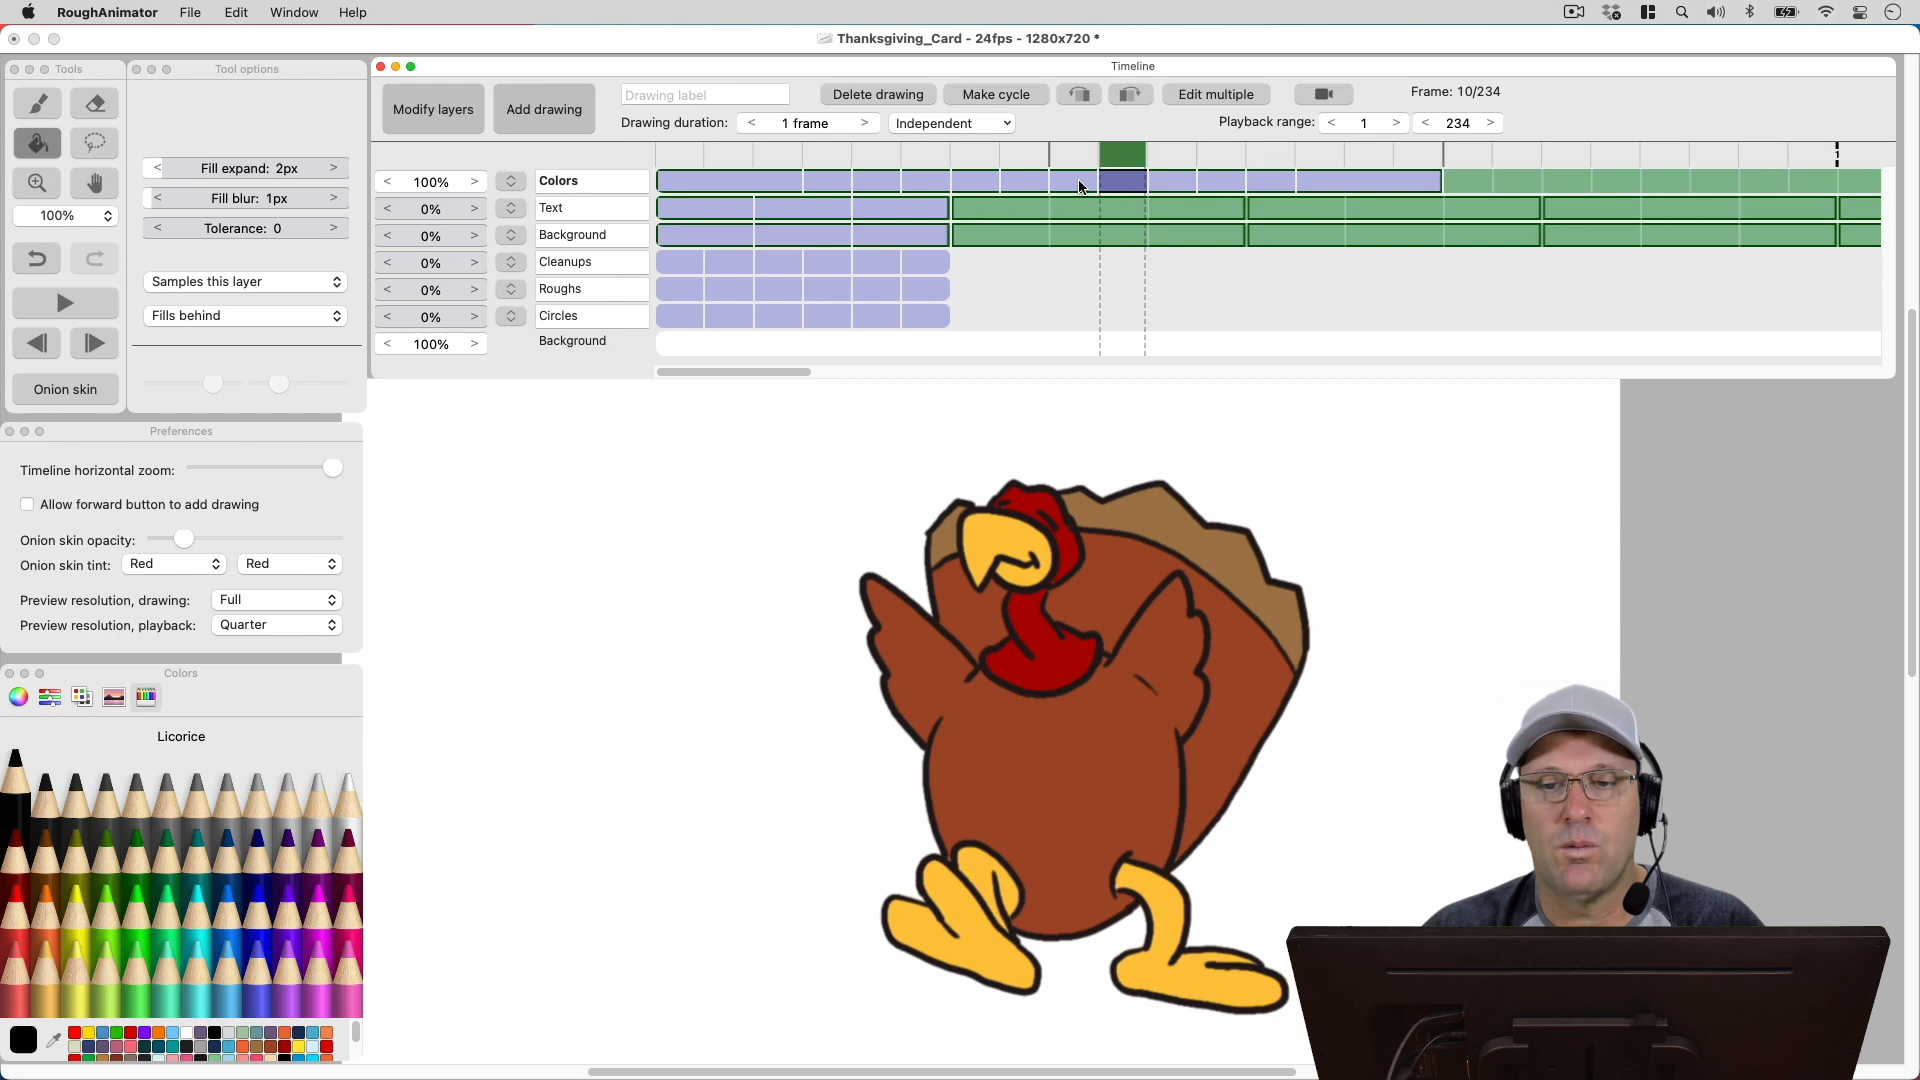 RoughAnimator File Edit Window Help
Thanksgiving_Card - 24fps - 1280x720 *
Tools
Tool options
Timeline
Modify layers
Add drawing
Drawing label
Delete drawing
Make cycle
Edit multiple
Frame: 10/234
Drawing duration: < 1 frame >
Independent
Playback range: < 1 > < 234 >
1
Fill expand: 2px
Fill blur: 1px
Tolerance: 0
100%
Samples this layer
Fills behind
Onion skin
< 100% > Colors
< 0% > Text
< 0% > Background
< 0% > Cleanups
< 0% > Roughs
< 0% > Circles
< 100% > Background
Preferences
Timeline horizontal zoom:
Allow forward button to add drawing
Onion skin opacity:
Onion skin tint: Red Red
Preview resolution, drawing: Full
Preview resolution, playback: Quarter
Colors
Licorice